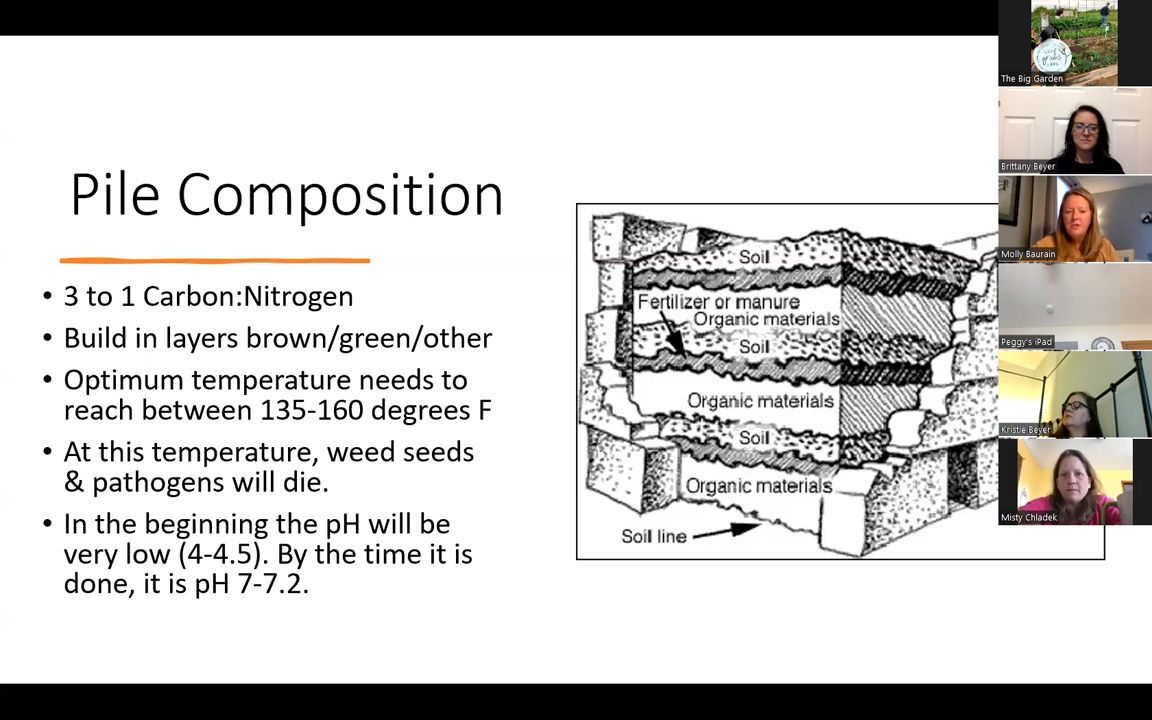 Pile Composition
• 3 to 1 Carbon:Nitrogen
• Build in layers brown/green/other
• Optimum temperature needs to
reach between 135-160 degrees F
• At this temperature, weed seeds
& pathogens will die.
• In the beginning the pH will be
very low (4-4.5). By the time it is
done, it is pH 7-7.2.
Soil
Fertilizer or manure
Organic materials
Soil
Organic materials
Soil
Organic materials
Soil line
The Big Garden
Brittany Beyer
Molly Baurain
Peggy's iPad
Kristie Beyer
Misty Chladek